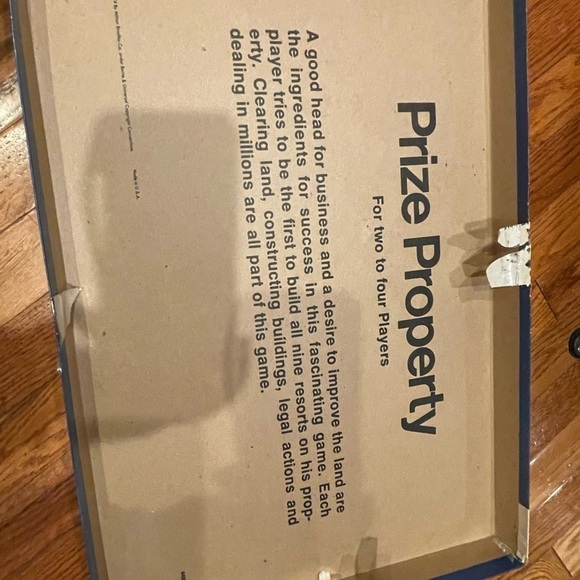 Prize Property
For two to four Players
A good head for business and a desire to improve the land are
the ingredients for success in this fascinating game. Each
player tries to be the first to build all nine resorts on his prop-
erty. Clearing land, constructing buildings, legal actions and
dealing in millions are all part of this game.